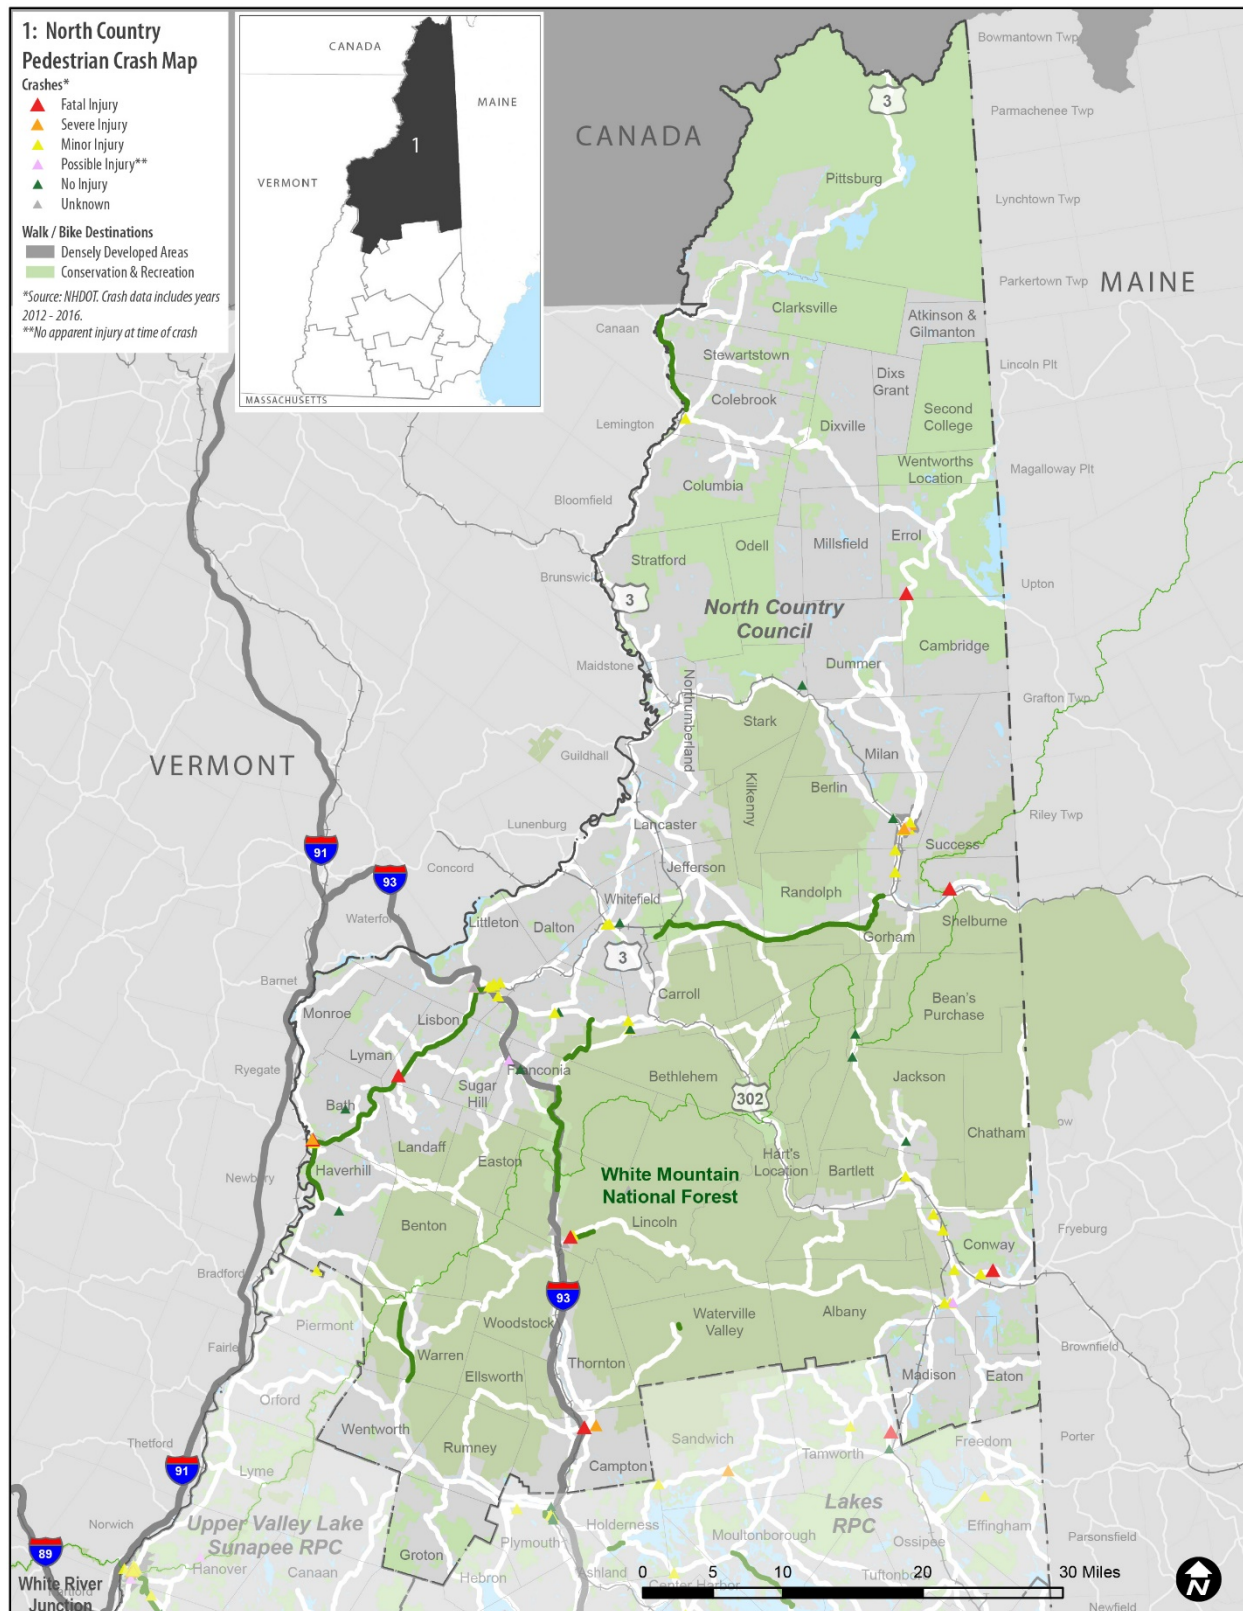 1: North Country
Pedestrian Crash Map
Crashes*
Fatal Injury
Severe Injury
Minor Injury
Possible Injury**
No Injury
Unknown
Walk / Bike Destinations
Densely Developed Areas
Conservation & Recreation
*Source: NHDOT. Crash data includes years
2012 - 2016.
**No apparent injury at time of crash
CANADA
MAINE
1
VERMONT
MASSACHUSETTS
Bowmantown Twp
3
Parmachenee Twp
CANADA
Pittsburg
Lynchtown Twp
Parkertown Twp
MAINE
Clarksville
Atkinson &
Gilmanton
Canaan
Stewartstown
Lincoln Plt
Dixs
Grant
Colebrook
Second
College
Lemington
Dixville
Wentworths
Location
Magalloway Plt
Columbia
Bloomfield
Odell
Millsfield
Errol
Stratford
Brunswick
Upton
3
North Country
Council
Cambridge
Maidstone
Dummer
Northumberland
Grafton Twp
Stark
VERMONT
Guildhall
Milan
Kilkenny
Berlin
Riley Twp
Lunenburg
Lancaster
Success
91
Concord
Jefferson
93
Randolph
Whitefield
Waterford
Littleton
Dalton
Shelburne
Gorham
3
Barnet
Carroll
Bean's
Purchase
Monroe
Lisbon
Lyman
Ryegate
Franconia
Bethlehem
Jackson
Sugar
Hill
302
Bath
Landaff
Chatham
Hart's
Location
Easton
Bartlett
Haverhill
White Mountain
National Forest
Newbury
Benton
Lincoln
Fryeburg
Conway
Bradford
93
Albany
Waterville
Valley
Piermont
Woodstock
Fairlee
Brownfield
Warren
Thornton
Ellsworth
Madison
Eaton
Orford
Wentworth
Thetford
Sandwich
Freedom
Porter
Rumney
Tamworth
91
Lyme
Campton
Lakes
RPC
Effingham
Norwich
Upper Valley Lake
Sunapee RPC
Holderness
Moultonborough
Ossipee
Parsonsfield
89
Plymouth
Hanover
Canaan
Groton
Hebron
Ashland
Center Harbor
Tuftonboro
0 5 10 20 30 Miles
White River
Junction
Newfield
N